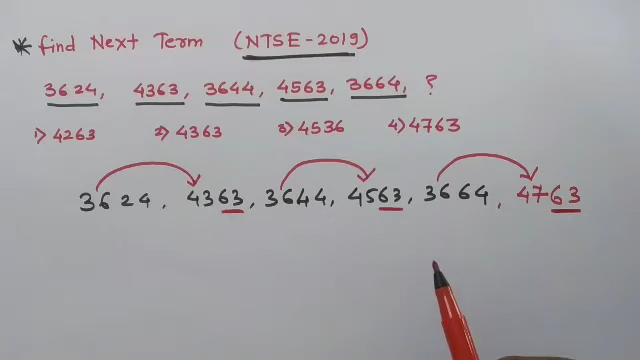 * find Next Term (NTSE-2019)
3624, 4363, 3644, 4563, 3664, ?
1) 4263 2) 4363 3) 4536 4) 4763
3624, 4363, 3644, 4563, 3664, 4763